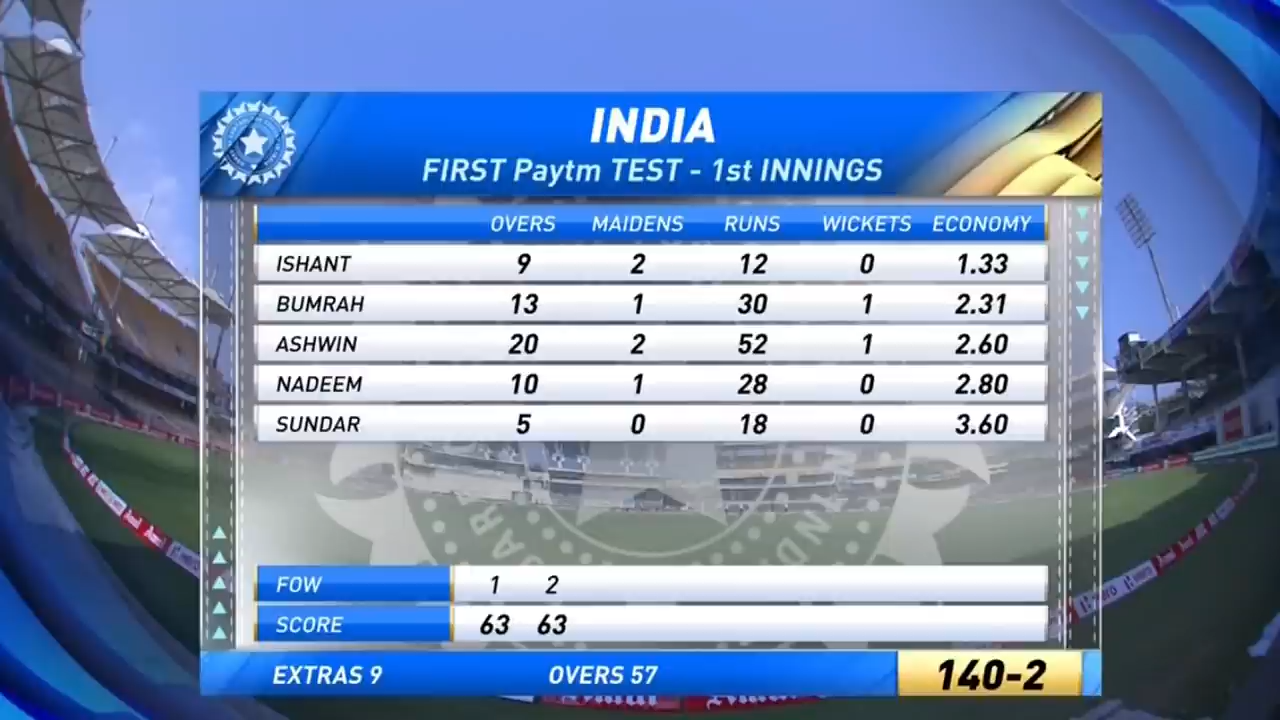 INDIA
FIRST Paytm TEST - 1st INNINGS
OVERS MAIDENS RUNS WICKETS ECONOMY
ISHANT 9 2 12 0 1.33
BUMRAH 13 1 30 1 2.31
ASHWIN 20 2 52 1 2.60
NADEEM 10 1 28 0 2.80
SUNDAR 5 0 18 0 3.60
FOW 1 2
SCORE 63 63
EXTRAS 9 OVERS 57 140-2